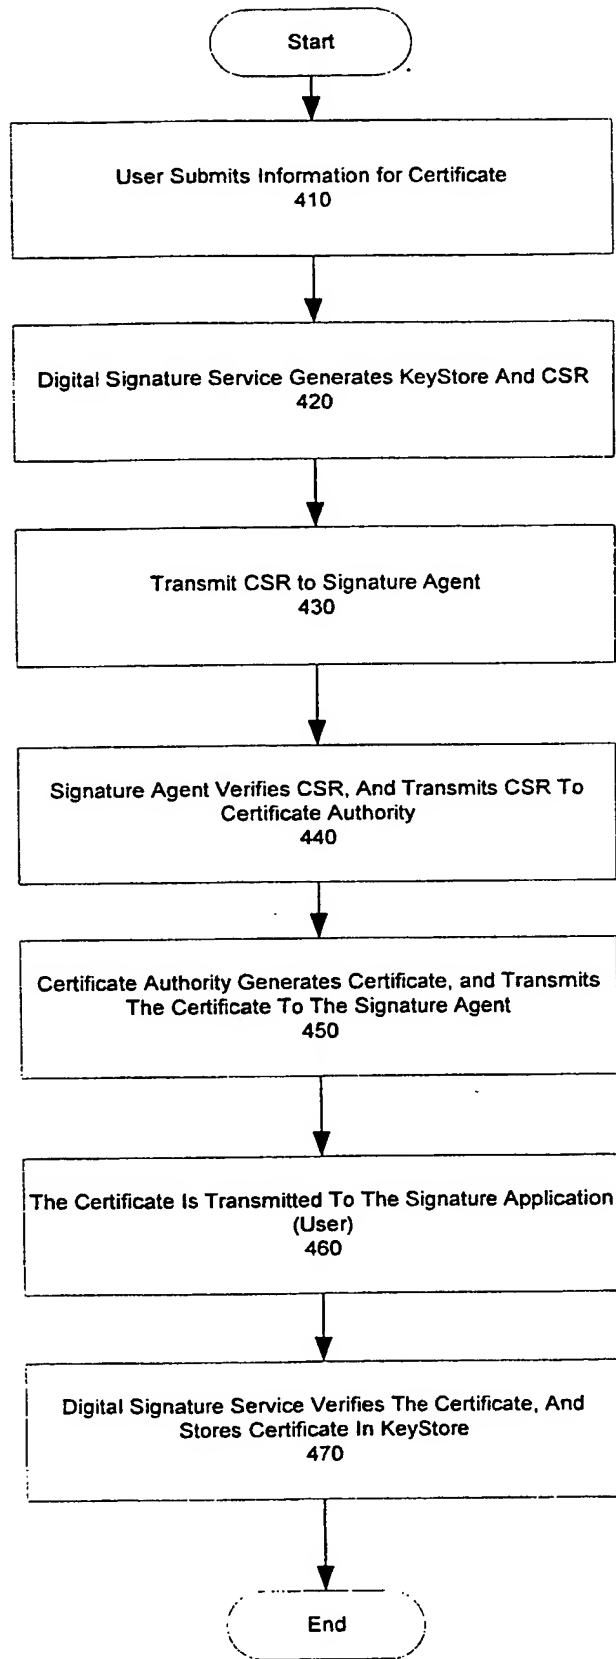 Start
User Submits Information for Certificate
410
Digital Signature Service Generates KeyStore And CSR
420
Transmit CSR to Signature Agent
430
Signature Agent Verifies CSR, And Transmits CSR To
Certificate Authority
440
Certificate Authority Generates Certificate, and Transmits
The Certificate To The Signature Agent
450
The Certificate Is Transmitted To The Signature Application
(User)
460
Digital Signature Service Verifies The Certificate, And
Stores Certificate In KeyStore
470
End